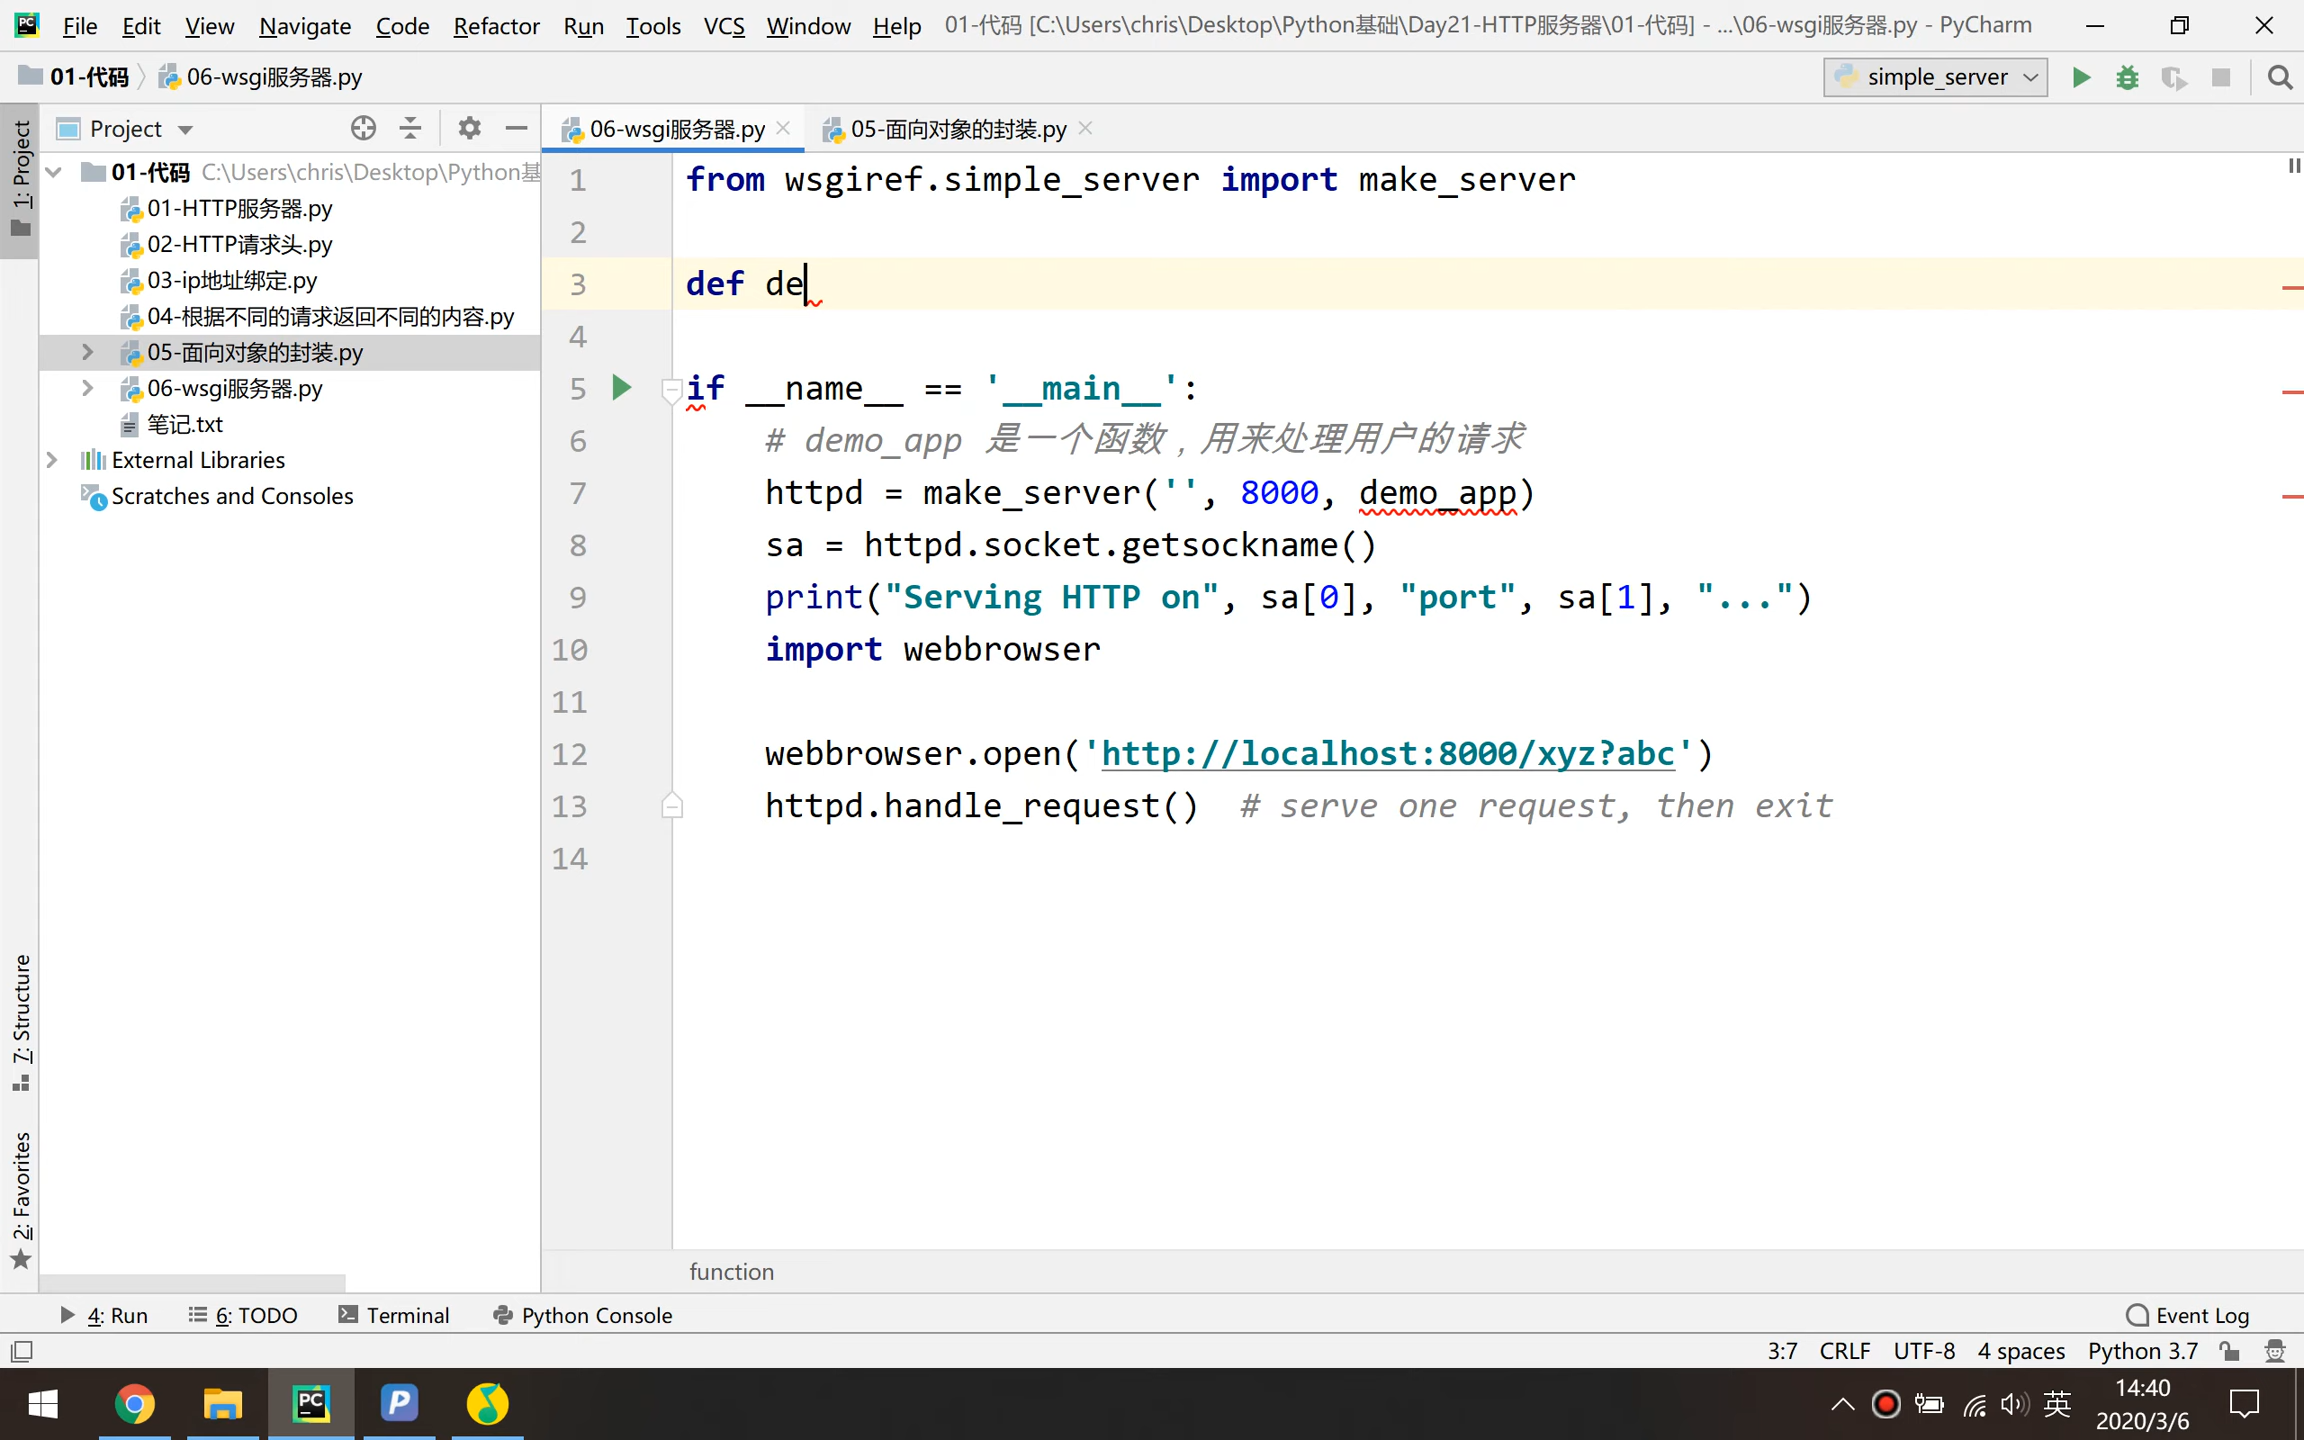 File Edit View Navigate Code Refactor Run Tools VCS Window Help 01-代码 [C:\Users\chris\Desktop\Python基础\Day21-HTTP服务器\01-代码] - ...\06-wsgi服务器.py - PyCharm
01-代码 06-wsgi服务器.py simple_server
1: Project
Project
06-wsgi服务器.py 05-面向对象的封装.py
01-代码 C:\Users\chris\Desktop\Python基
01-HTTP服务器.py
02-HTTP请求头.py
03-ip地址绑定.py
04-根据不同的请求返回不同的内容.py
05-面向对象的封装.py
06-wsgi服务器.py
笔记.txt
External Libraries
Scratches and Consoles
7: Structure
2: Favorites
1 from wsgiref.simple_server import make_server
2
3 def de
4
5 if __name__ == '__main__':
6 # demo_app 是一个函数，用来处理用户的请求
7 httpd = make_server('', 8000, demo_app)
8 sa = httpd.socket.getsockname()
9 print("Serving HTTP on", sa[0], "port", sa[1], "...")
10 import webbrowser
11
12 webbrowser.open('http://localhost:8000/xyz?abc')
13 httpd.handle_request()  # serve one request, then exit
14
function
4: Run 6: TODO Terminal Python Console Event Log
3:7 CRLF UTF-8 4 spaces Python 3.7
英 14:40
2020/3/6